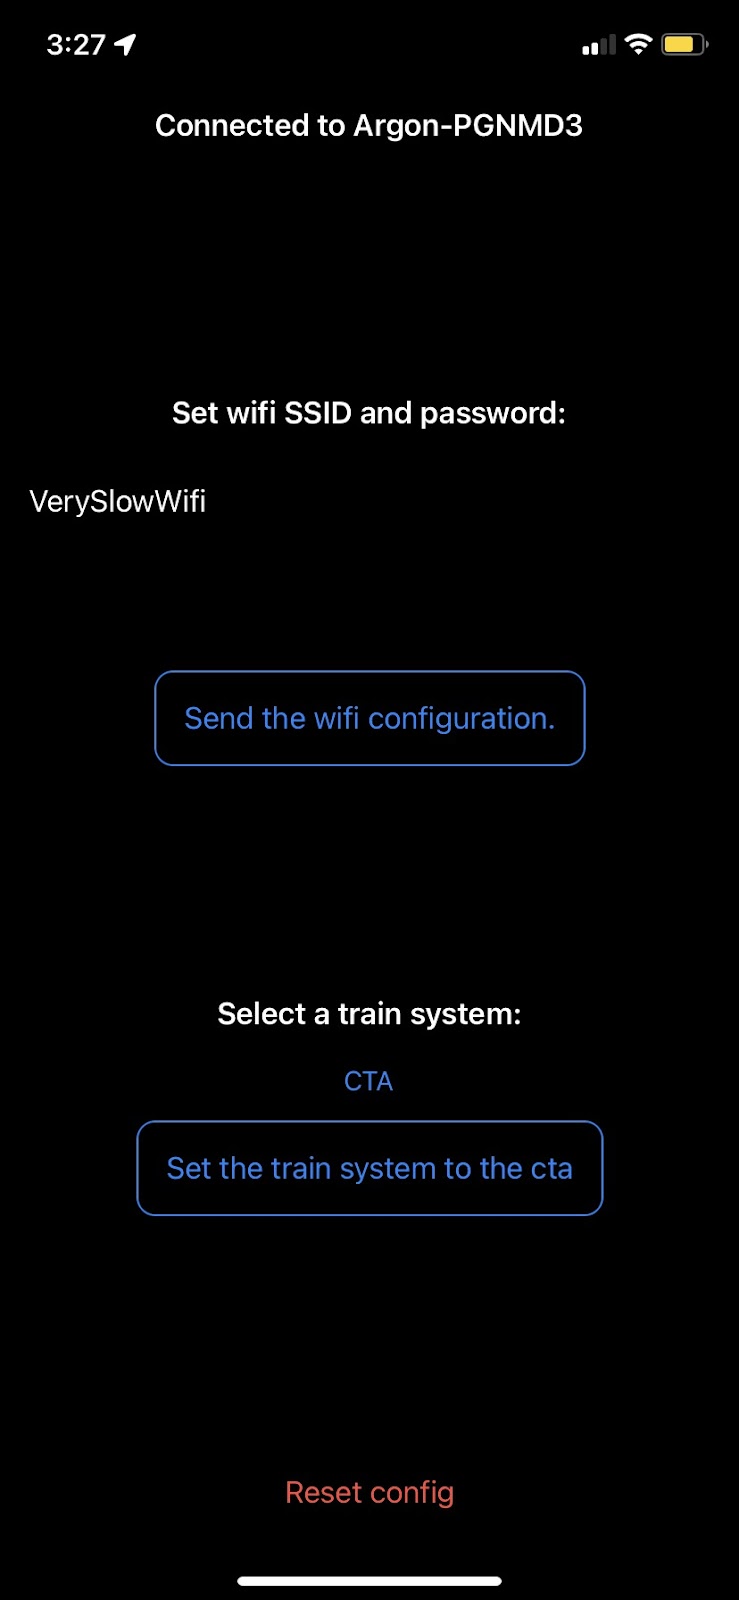 3:27
Connected to Argon-PGNMD3
Set wifi SSID and password:
VerySlowWifi
Send the wifi configuration.
Select a train system:
CTA
Set the train system to the cta
Reset config